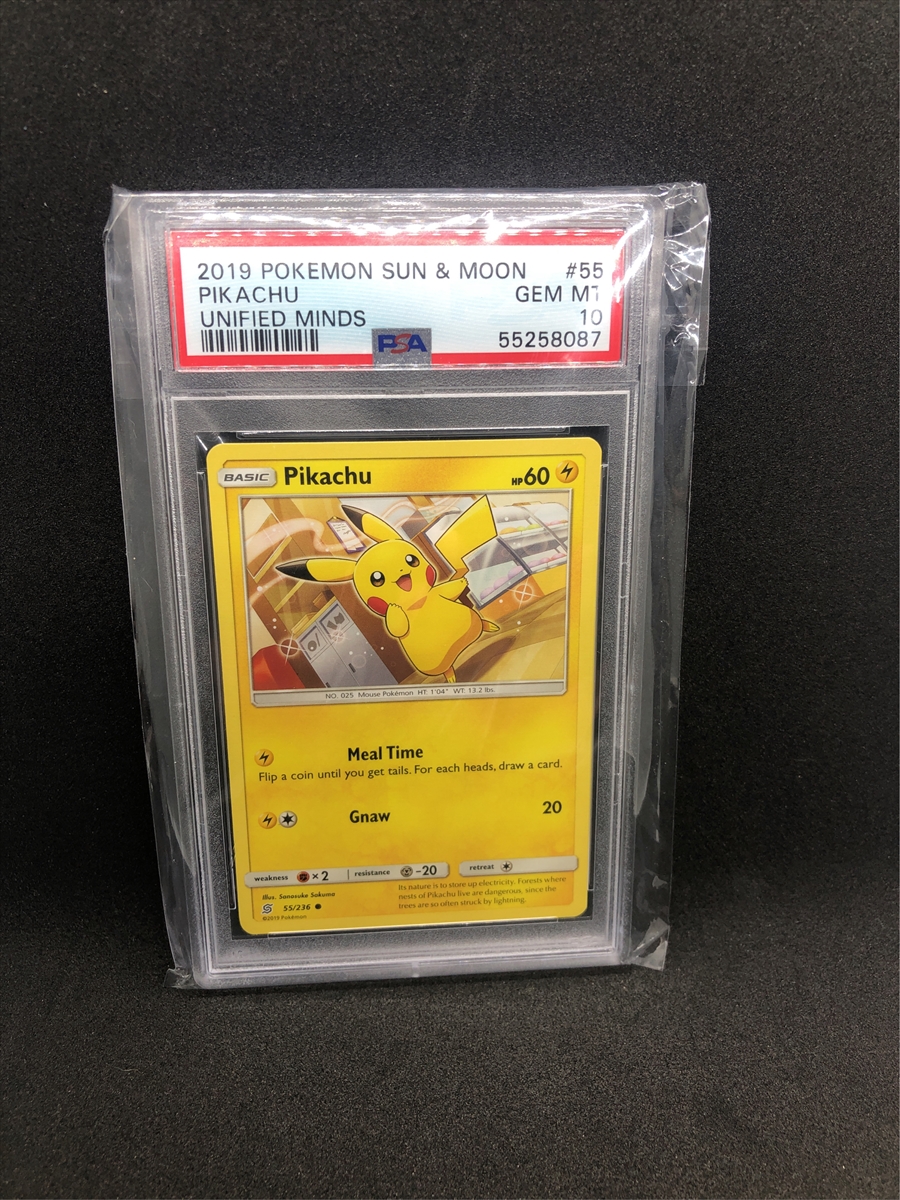 2019 POKEMON SUN & MOON #55
PIKACHU GEM MT
UNIFIED MINDS 10
PSA 55258087
BASIC Pikachu HP60
NO. 025 Mouse Pokémon HT: 1'04" WT: 13.2 lbs.
Meal Time
Flip a coin until you get tails. For each heads, draw a card.
Gnaw 20
weakness ×2 resistance -20 retreat
Illus. Sanosuke Sakuma
55/236
©2019 Pokémon
Its nature is to store up electricity. Forests where
nests of Pikachu live are dangerous, since the
trees are so often struck by lightning.